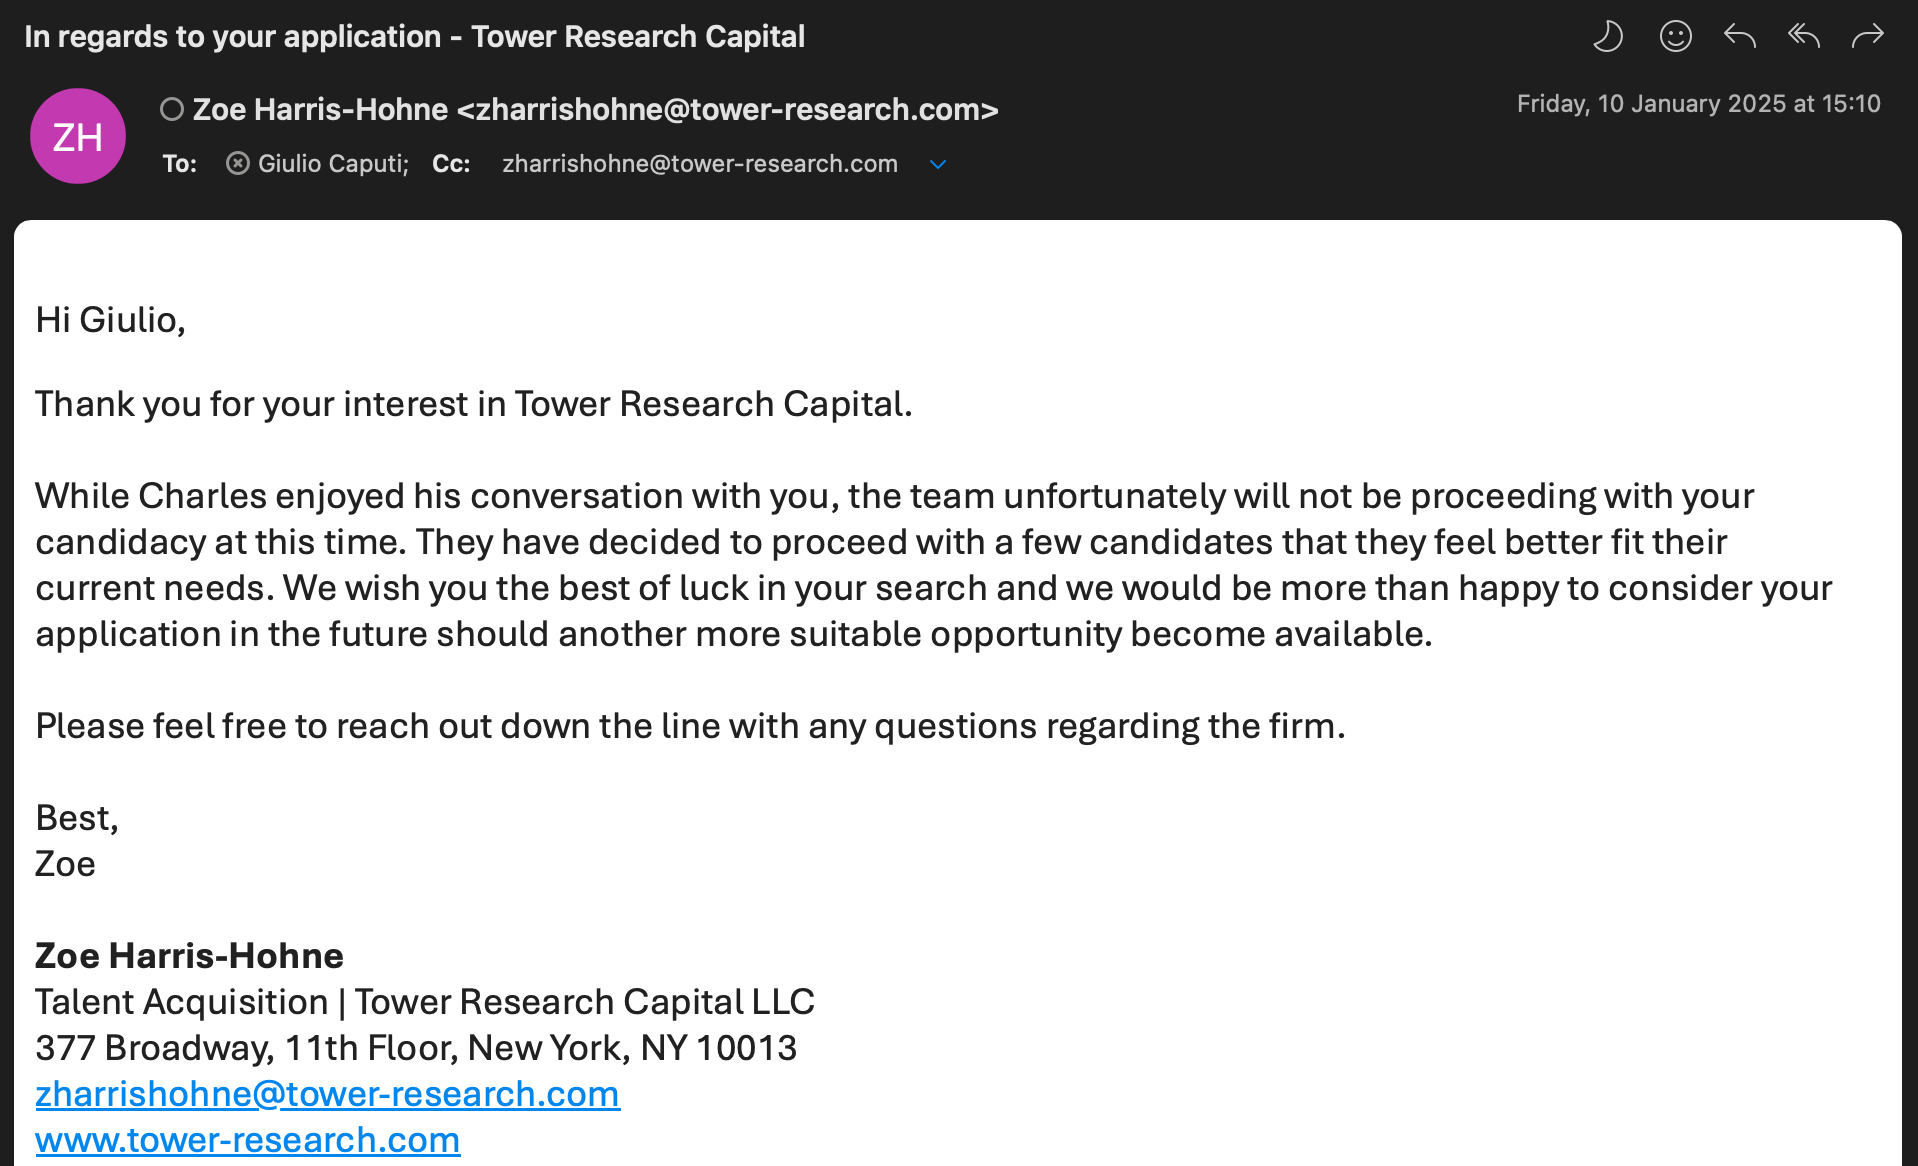 In regards to your application - Tower Research Capital
ZH
Zoe Harris-Hohne <zharrishohne@tower-research.com>
Friday, 10 January 2025 at 15:10
To: Giulio Caputi; Cc: zharrishohne@tower-research.com
Hi Giulio,
Thank you for your interest in Tower Research Capital.
While Charles enjoyed his conversation with you, the team unfortunately will not be proceeding with your
candidacy at this time. They have decided to proceed with a few candidates that they feel better fit their
current needs. We wish you the best of luck in your search and we would be more than happy to consider your
application in the future should another more suitable opportunity become available.
Please feel free to reach out down the line with any questions regarding the firm.
Best,
Zoe
Zoe Harris-Hohne
Talent Acquisition | Tower Research Capital LLC
377 Broadway, 11th Floor, New York, NY 10013
zharrishohne@tower-research.com
www.tower-research.com